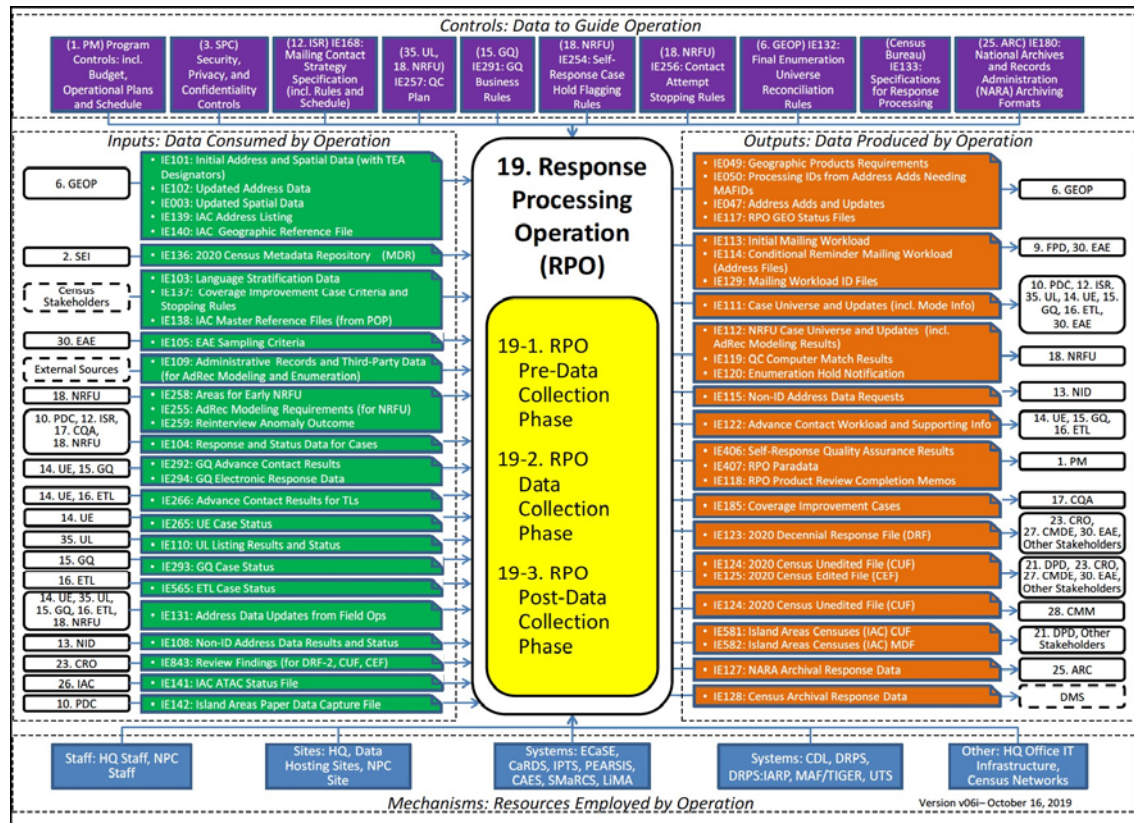 Controls: Data to Guide Operation
(1. PM) Program
Controls: incl.
Budget,
Operational Plans
and Schedule
(3. SPC)
Security,
Privacy, and
Confidentiality
Controls
(12. ISR) IE168:
Mailing Contact
Strategy
Specification
(incl. Rules and
Schedule)
(35. UL,
18. NRFU)
IE257: QC
Plan
(15. GQ)
IE291: GQ
Business
Rules
(18. NRFU)
IE254: Self-
Response Case
Hold Flagging
Rules
(18. NRFU)
IE256: Contact
Attempt
Stopping Rules
(6. GEOP) IE132:
Final Enumeration
Universe
Reconciliation
Rules
(Census
Bureau)
IE133:
Specifications
for Response
Processing
(25. ARC) IE180:
National Archives
and Records
Administration
(NARA) Archiving
Formats
Inputs: Data Consumed by Operation
6. GEOP
• IE101: Initial Address and Spatial Data (with TEA
Designators)
• IE102: Updated Address Data
• IE003: Updated Spatial Data
• IE139: IAC Address Listing
• IE140: IAC Geographic Reference File
2. SEI
• IE136: 2020 Census Metadata Repository (MDR)
Census
Stakeholders
• IE103: Language Stratification Data
• IE137: Coverage Improvement Case Criteria and
Stopping Rules
• IE138: IAC Master Reference Files (from POP)
30. EAE
• IE105: EAE Sampling Criteria
External Sources
• IE109: Administrative Records and Third-Party Data
(for AdRec Modeling and Enumeration)
18. NRFU
• IE258: Areas for Early NRFU
• IE255: AdRec Modeling Requirements (for NRFU)
• IE259: Reinterview Anomaly Outcome
10. PDC, 12. ISR,
17. CQA,
18. NRFU
• IE104: Response and Status Data for Cases
14. UE, 15. GQ
• IE292: GQ Advance Contact Results
• IE294: GQ Electronic Response Data
14. UE, 16. ETL
• IE266: Advance Contact Results for TLs
14. UE
• IE265: UE Case Status
35. UL
• IE110: UL Listing Results and Status
15. GQ
• IE293: GQ Case Status
16. ETL
• IE565: ETL Case Status
14. UE, 35. UL,
15. GQ, 16. ETL,
18. NRFU
• IE131: Address Data Updates from Field Ops
13. NID
• IE108: Non-ID Address Data Results and Status
23. CRO
• IE843: Review Findings (for DRF-2, CUF, CEF)
26. IAC
• IE141: IAC ATAC Status File
10. PDC
• IE142: Island Areas Paper Data Capture File
19. Response
Processing
Operation
(RPO)
19-1. RPO
Pre-Data
Collection
Phase
19-2. RPO
Data
Collection
Phase
19-3. RPO
Post-Data
Collection
Phase
Outputs: Data Produced by Operation
• IE049: Geographic Products Requirements
• IE050: Processing IDs from Address Adds Needing
MAFIDs
• IE047: Address Adds and Updates
• IE117: RPO GEO Status Files
6. GEOP
• IE113: Initial Mailing Workload
• IE114: Conditional Reminder Mailing Workload
(Address Files)
• IE129: Mailing Workload ID Files
9. FPD, 30. EAE
• IE111: Case Universe and Updates (incl. Mode Info)
10. PDC, 12. ISR,
35. UL, 14. UE, 15.
GQ, 16. ETL,
30. EAE
• IE112: NRFU Case Universe and Updates (incl.
AdRec Modeling Results)
• IE119: QC Computer Match Results
• IE120: Enumeration Hold Notification
18. NRFU
• IE115: Non-ID Address Data Requests
13. NID
• IE122: Advance Contact Workload and Supporting Info
14. UE, 15. GQ,
16. ETL
• IE406: Self-Response Quality Assurance Results
• IE407: RPO Paradata
• IE118: RPO Product Review Completion Memos
1. PM
• IE185: Coverage Improvement Cases
17. CQA
• IE123: 2020 Decennial Response File (DRF)
23. CRO,
27. CMDE, 30. EAE,
Other Stakeholders
• IE124: 2020 Census Unedited File (CUF)
• IE125: 2020 Census Edited File (CEF)
21. DPD, 23. CRO,
27. CMDE, 30. EAE,
Other Stakeholders
• IE124: 2020 Census Unedited File (CUF)
28. CMM
• IE581: Island Areas Censuses (IAC) CUF
• IE582: Island Areas Censuses (IAC) MDF
21. DPD, Other
Stakeholders
• IE127: NARA Archival Response Data
25. ARC
• IE128: Census Archival Response Data
DMS
Staff: HQ Staff, NPC
Staff
Sites: HQ, Data
Hosting Sites, NPC
Site
Systems: ECaSE,
CaRDS, IPTS, PEARSIS,
CAES, SMaRCS, LiMA
Systems: CDL, DRPS,
DRPS:IARP, MAF/TIGER, UTS
Other: HQ Office IT
Infrastructure,
Census Networks
Mechanisms: Resources Employed by Operation
Version v06i– October 16, 2019